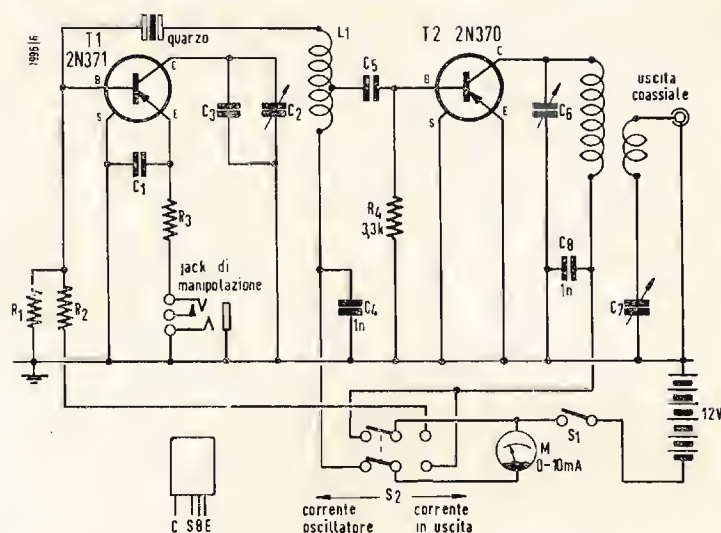 quarzo
L1
T1
2N371
T2 2N370
C
C
C5
uscita
coassiale
B
B
C3
C2
C6
S
E
S
E
C1
R3
R4
3,3k
C8
1n
jack di
manipolazione
R1
R2
C4
1n
C7
12V
S1
M
0-10mA
S2
C SBE
corrente
oscillatore
corrente
in uscita